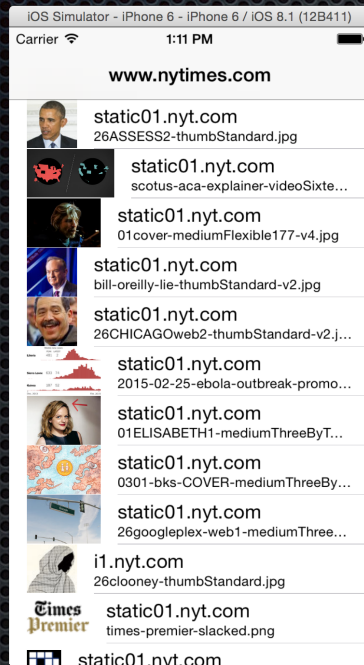 iOS Simulator - iPhone 6 - iPhone 6 / iOS 8.1 (12B411)
Carrier 1:11 PM
www.nytimes.com
static01.nyt.com
26ASSESS2-thumbStandard.jpg
static01.nyt.com
scotus-aca-explainer-videoSixte...
static01.nyt.com
01cover-mediumFlexible177-v4.jpg
static01.nyt.com
bill-oreilly-lie-thumbStandard-v2.jpg
static01.nyt.com
26CHICAGOweb2-thumbStandard-v2.j...
static01.nyt.com
2015-02-25-ebola-outbreak-promo...
static01.nyt.com
01ELISABETH1-mediumThreeByT...
static01.nyt.com
0301-bks-COVER-mediumThreeBy...
static01.nyt.com
26googleplex-web1-mediumThree...
i1.nyt.com
26clooney-thumbStandard.jpg
Times
Premier
static01.nyt.com
times-premier-slacked.png
static01.nyt.com